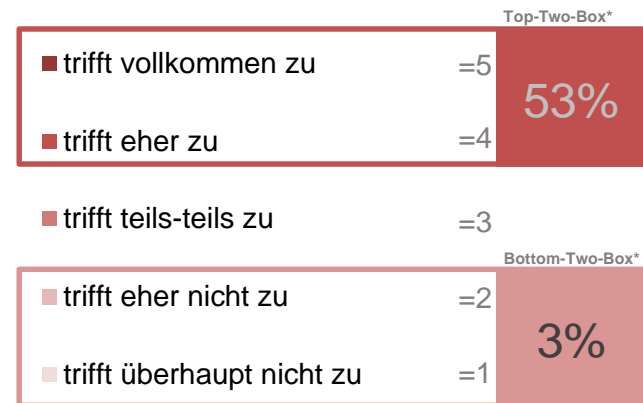 Top-Two-Box*
trifft vollkommen zu =5
53%
trifft eher zu =4
trifft teils-teils zu =3
Bottom-Two-Box*
trifft eher nicht zu =2
3%
trifft überhaupt nicht zu =1